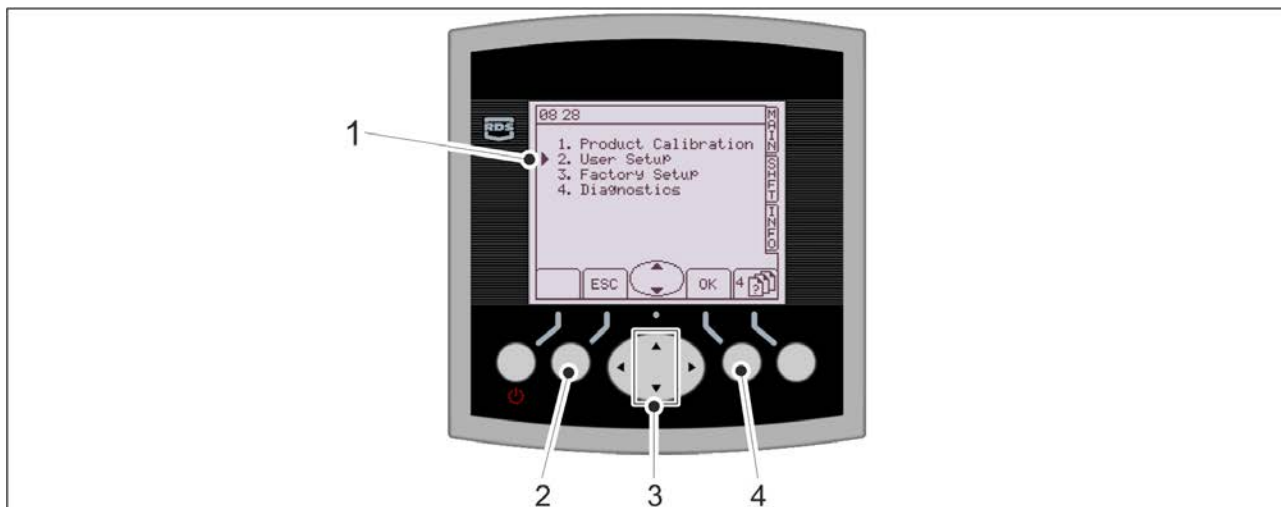 08 28
1. Product Calibration
2. User Setup
3. Factory Setup
4. Diagnostics
MAIN
SHFT
INFO
ESC
OK
4
?
RDS
1
2
3
4